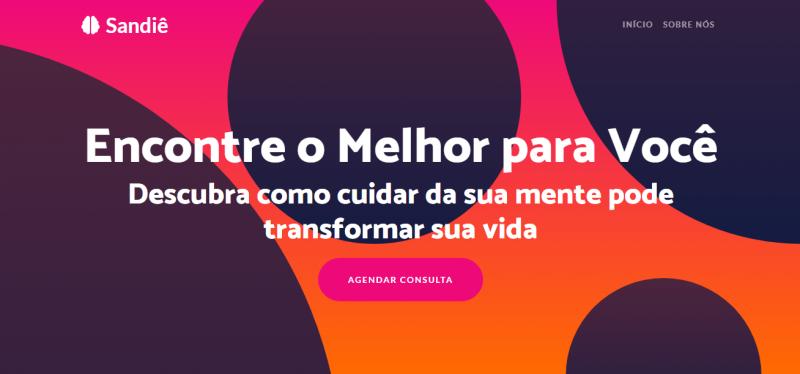 Sandiê
INÍCIO SOBRE NÓS
Encontre o Melhor para Você
Descubra como cuidar da sua mente pode
transformar sua vida
AGENDAR CONSULTA